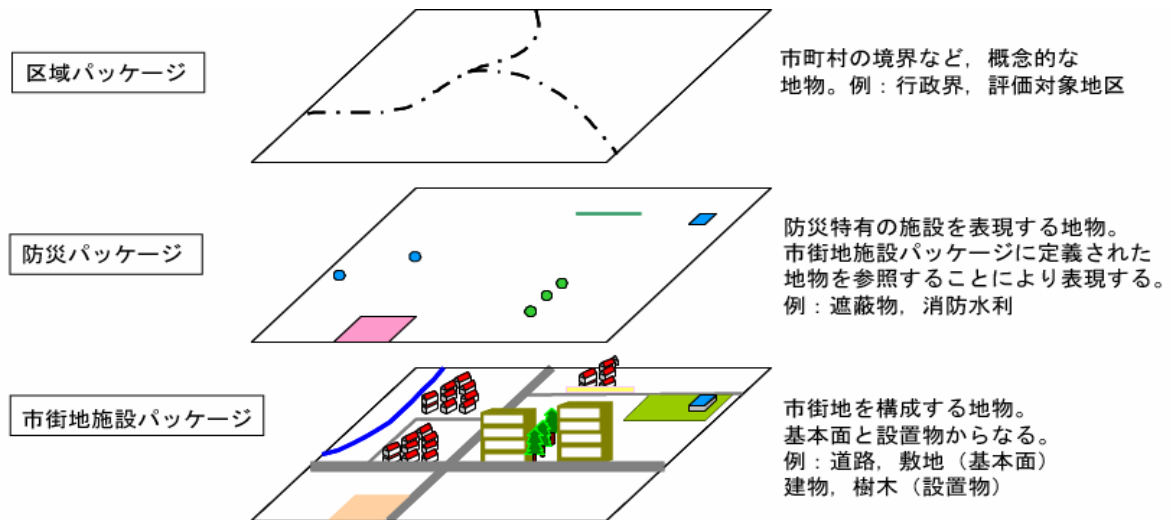 区域パッケージ
市町村の境界など，概念的な
地物。例：行政界，評価対象地区
防災パッケージ
防災特有の施設を表現する地物。
市街地施設パッケージに定義された
地物を参照することにより表現する。
例：遮蔽物，消防水利
市街地施設パッケージ
市街地を構成する地物。
基本面と設置物からなる。
例：道路，敷地（基本面）
建物，樹木（設置物）